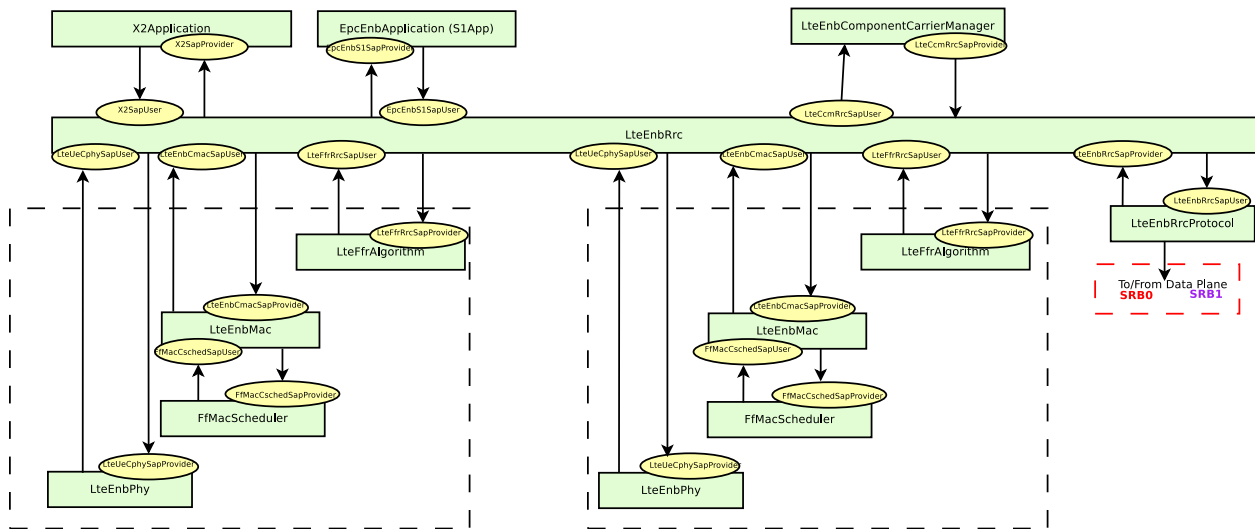 X2Application
X2SapProvider
EpcEnbApplication (S1App)
EpcEnbS1SapProvider
LteEnbComponentCarrierManager
LteCcmRrcSapProvider
X2SapUser
EpcEnbS1SapUser
LteCcmRrcSapUser
LteEnbRrc
LteUeCphySapUser
LteEnbCmacSapUser
LteFfrRrcSapUser
LteUeCphySapUser
LteEnbCmacSapUser
LteFfrRrcSapUser
LteEnbRrcSapProvider
LteEnbRrcSapUser
LteEnbRrcProtocol
LteFfrRrcSapProvider
LteFfrAlgorithm
LteFfrRrcSapProvider
LteFfrAlgorithm
To/From Data Plane
SRB0
SRB1
LteEnbCmacSapProvider
LteEnbMac
FfMacCschedSapUser
LteEnbCmacSapProvider
LteEnbMac
FfMacCschedSapUser
FfMacCschedSapProvider
FfMacScheduler
FfMacCschedSapProvider
FfMacScheduler
LteUeCphySapProvider
LteEnbPhy
LteUeCphySapProvider
LteEnbPhy